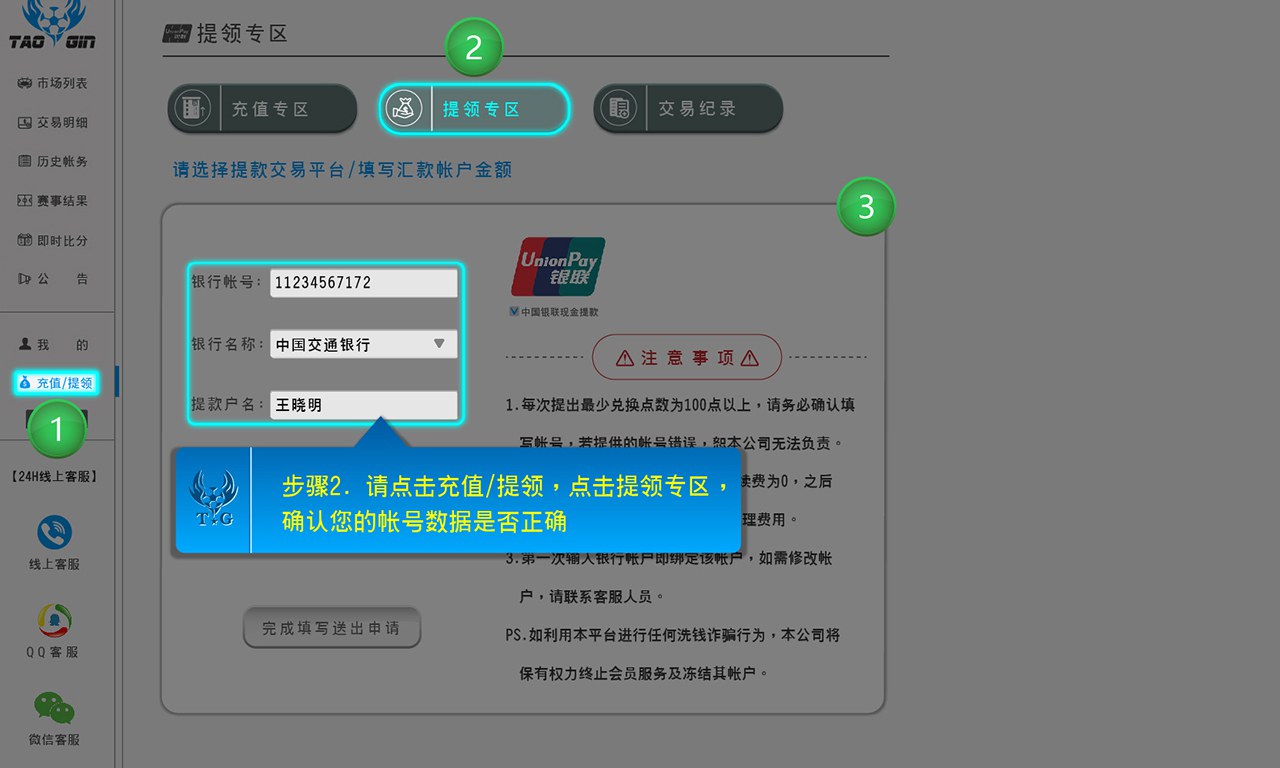 TAO GIN
市场列表
交易明细
历史帐务
赛事结果
即时比分
公 告
我 的
充值/提领
1
【24H线上客服】
线上客服
QQ客服
微信客服
UnionPay 银联 提领专区
2
充值专区
提领专区
交易纪录
请选择提款交易平台/填写汇款帐户金额
3
银行帐号: 11234567172
银行名称: 中国交通银行
提款户名: 王晓明
步骤2. 请点击充值/提领，点击提领专区，
确认您的帐号数据是否正确
TG
完成填写送出申请
UnionPay
银联
中国银联现金提款
注意事项
1.每次提出最少兑换点数为100点以上，请务必确认填
写帐号，若提供的帐号错误，恕本公司无法负责。
续费为0，之后
理费用。
3.第一次输入银行帐户即绑定该帐户，如需修改帐
户，请联系客服人员。
PS.如利用本平台进行任何洗钱诈骗行为，本公司将
保有权力终止会员服务及冻结其帐户。